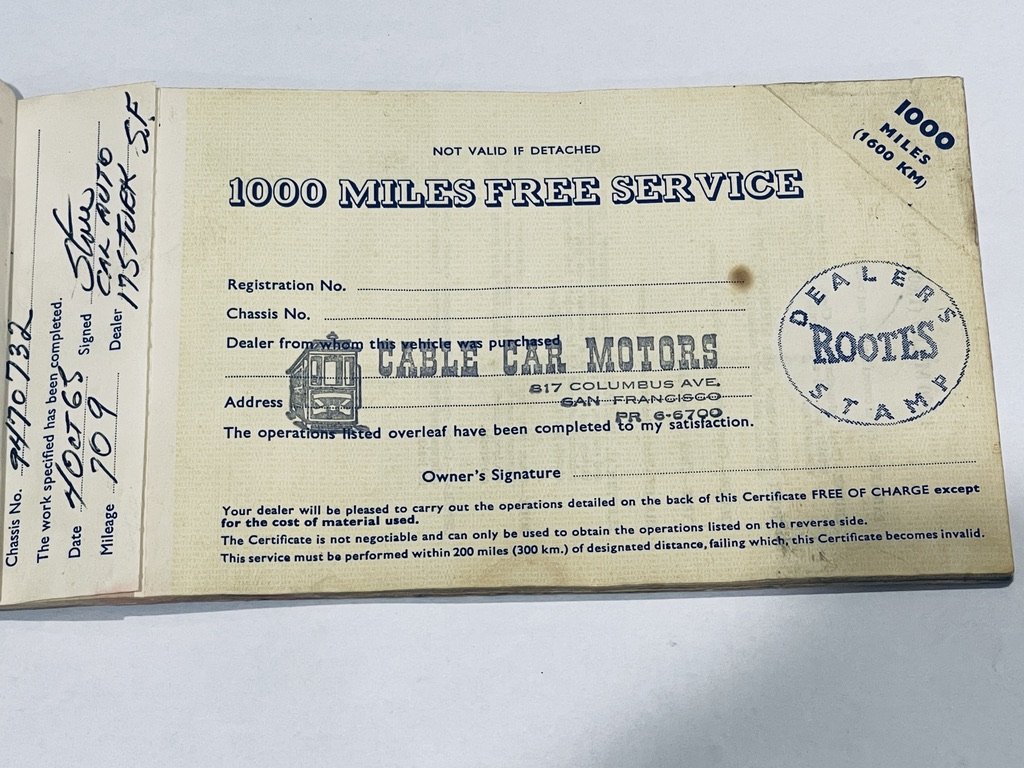 Chassis No. 9470732
The work specified has been completed.
Date 4 Oct 65 Signed
Mileage 709 Dealer
CAR AUTO
175 TURK S.F
NOT VALID IF DETACHED
1000 MILES FREE SERVICE
1000
MILES
(1600 KM)
Registration No.
Chassis No.
Dealer from whom this vehicle was purchased
CABLE CAR MOTORS
817 COLUMBUS AVE.
Address
SAN FRANCISCO
PR 6-6700
The operations listed overleaf have been completed to my satisfaction.
DEALERS
ROOTES
STAMP
Owner's Signature
Your dealer will be pleased to carry out the operations detailed on the back of this Certificate FREE OF CHARGE except
for the cost of material used.
The Certificate is not negotiable and can only be used to obtain the operations listed on the reverse side.
This service must be performed within 200 miles (300 km.) of designated distance, failing which, this Certificate becomes invalid.